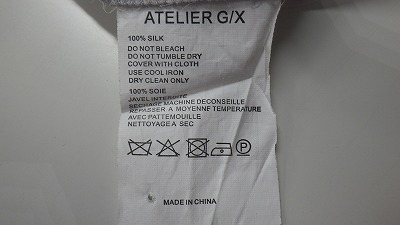 ATELIER G/X
100% SILK
DO NOT BLEACH
DO NOT TUMBLE DRY
COVER WITH CLOTH
USE COOL IRON
DRY CLEAN ONLY
100% SOIE
JAVEL INTERDITE
SECHAGE MACHINE DECONSEILLE
REPASSER A MOYENNE TEMPERATURE
AVEC PATTEMOUILLE
NETTOYAGE A SEC
P
MADE IN CHINA